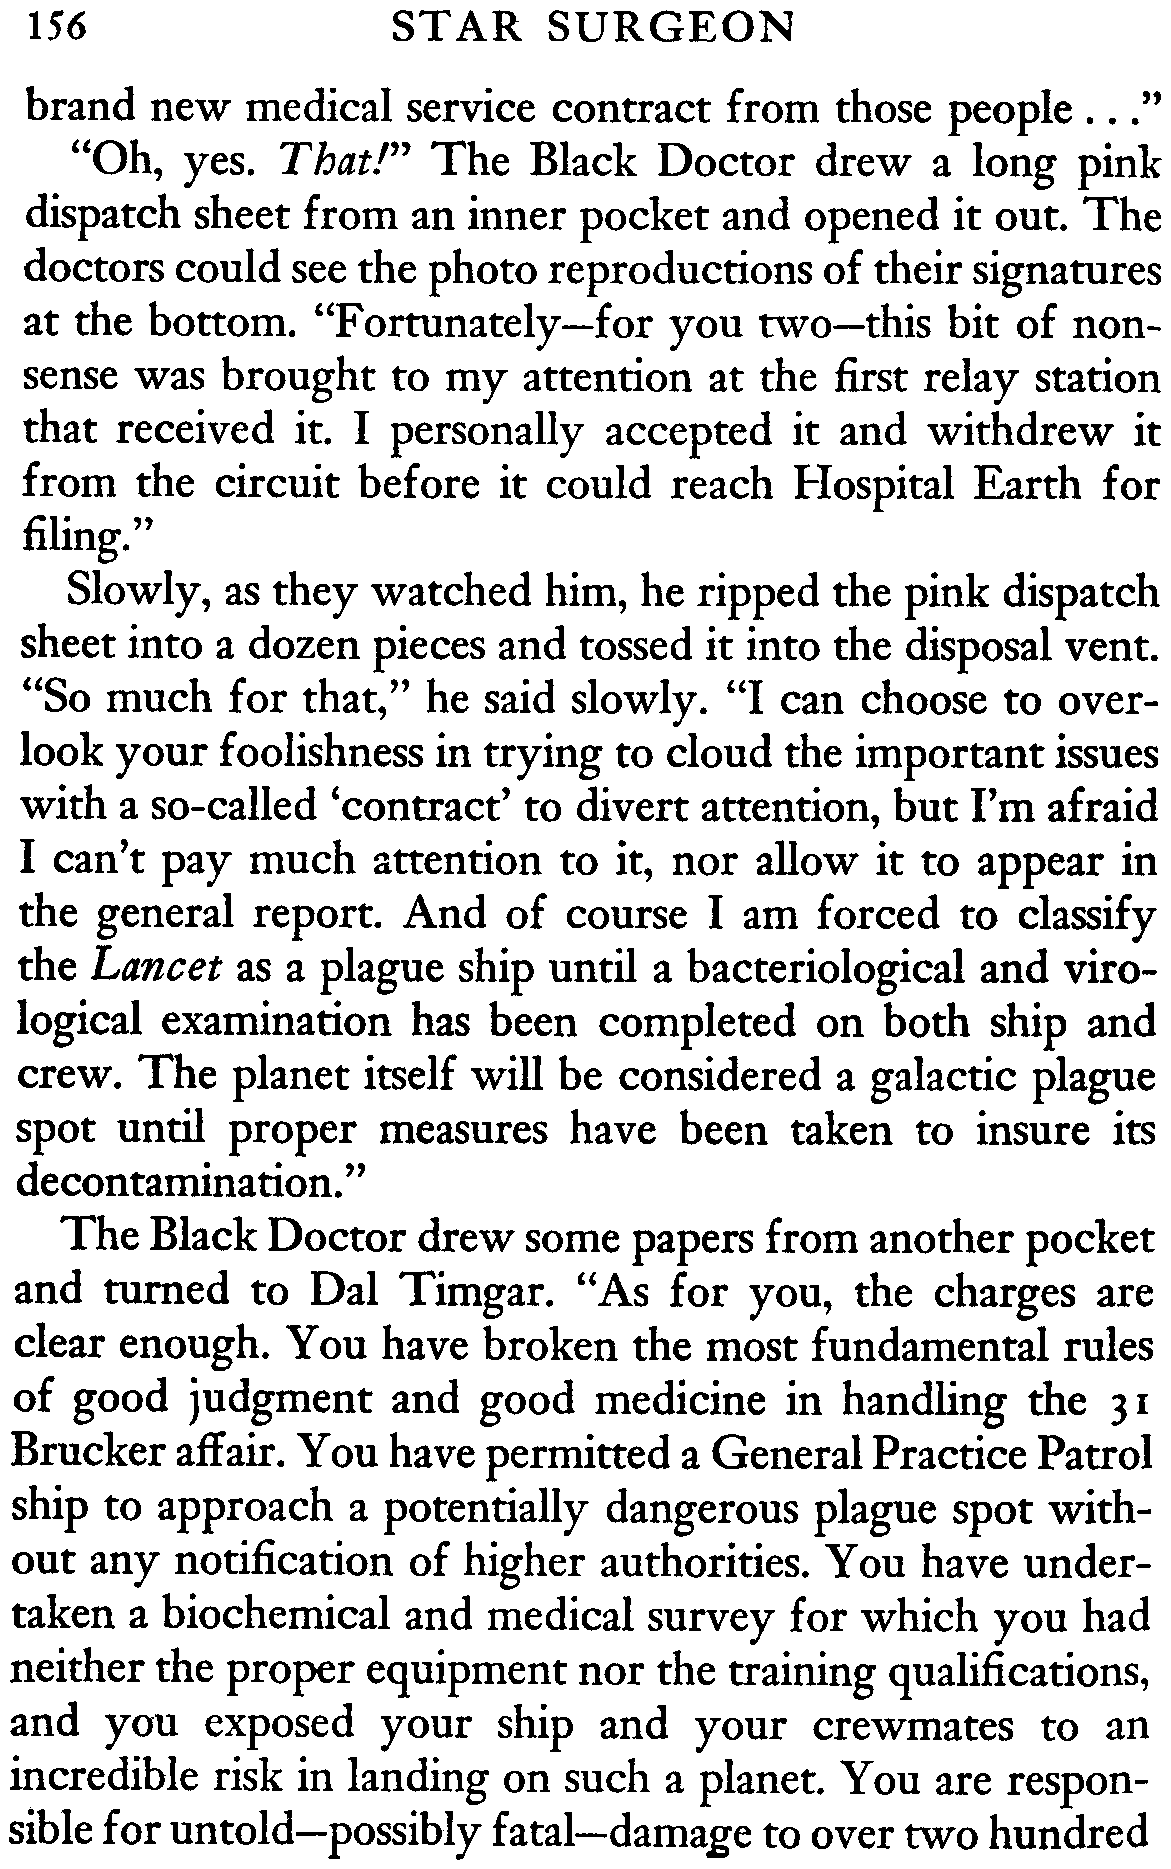 156 STAR SURGEON
brand new medical service contract from those people . . .”
“Oh, yes. That!” The Black Doctor drew a long pink
dispatch sheet from an inner pocket and opened it out. The
doctors could see the photo reproductions of their signatures
at the bottom. “Fortunately—for you two—this bit of non-
sense was brought to my attention at the first relay station
that received it. I personally accepted it and withdrew it
from the circuit before it could reach Hospital Earth for
filing.”
Slowly, as they watched him, he ripped the pink dispatch
sheet into a dozen pieces and tossed it into the disposal vent.
“So much for that,” he said slowly. “I can choose to over-
look your foolishness in trying to cloud the important issues
with a so-called ‘contract’ to divert attention, but I’m afraid
I can’t pay much attention to it, nor allow it to appear in
the general report. And of course I am forced to classify
the Lancet as a plague ship until a bacteriological and viro-
logical examination has been completed on both ship and
crew. The planet itself will be considered a galactic plague
spot until proper measures have been taken to insure its
decontamination.”
The Black Doctor drew some papers from another pocket
and turned to Dal Timgar. “As for you, the charges are
clear enough. You have broken the most fundamental rules
of good judgment and good medicine in handling the 31
Brucker affair. You have permitted a General Practice Patrol
ship to approach a potentially dangerous plague spot with-
out any notification of higher authorities. You have under-
taken a biochemical and medical survey for which you had
neither the proper equipment nor the training qualifications,
and you exposed your ship and your crewmates to an
incredible risk in landing on such a planet. You are respon-
sible for untold—possibly fatal—damage to over two hundred